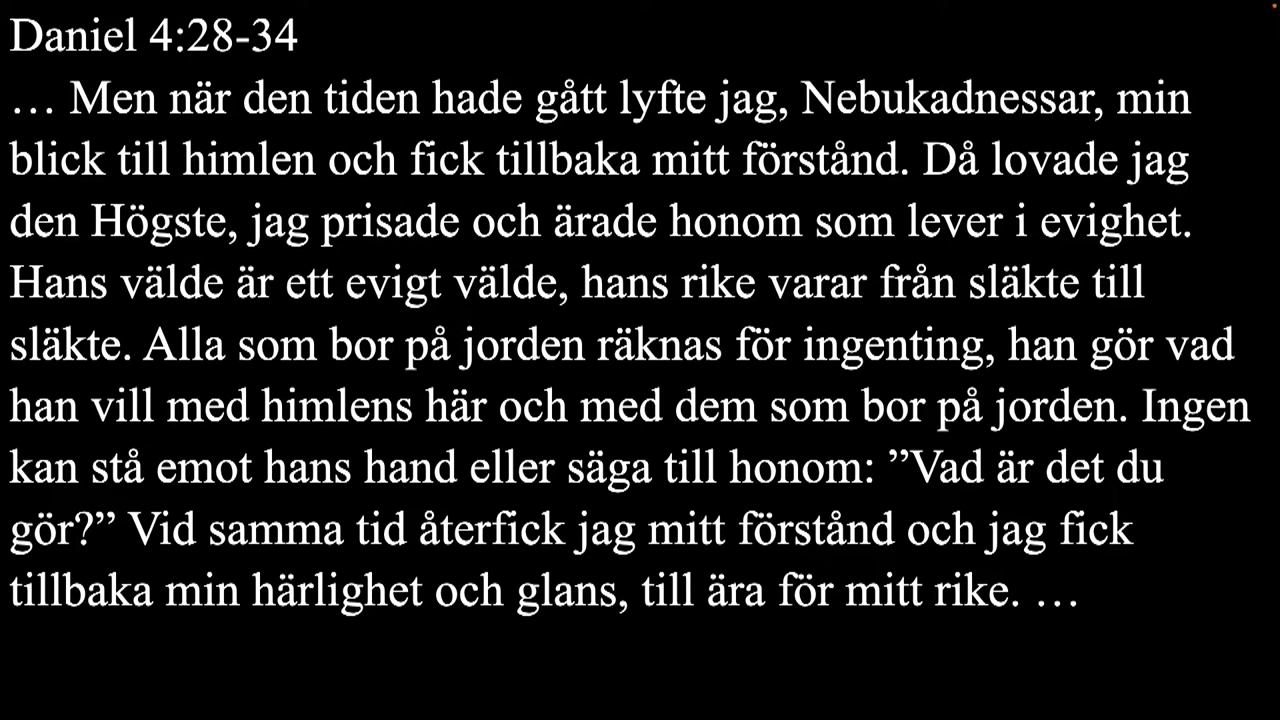 Daniel 4:28-34
… Men när den tiden hade gått lyfte jag, Nebukadnessar, min
blick till himlen och fick tillbaka mitt förstånd. Då lovade jag
den Högste, jag prisade och ärade honom som lever i evighet.
Hans välde är ett evigt välde, hans rike varar från släkte till
släkte. Alla som bor på jorden räknas för ingenting, han gör vad
han vill med himlens här och med dem som bor på jorden. Ingen
kan stå emot hans hand eller säga till honom: ”Vad är det du
gör?” Vid samma tid återfick jag mitt förstånd och jag fick
tillbaka min härlighet och glans, till ära för mitt rike. …